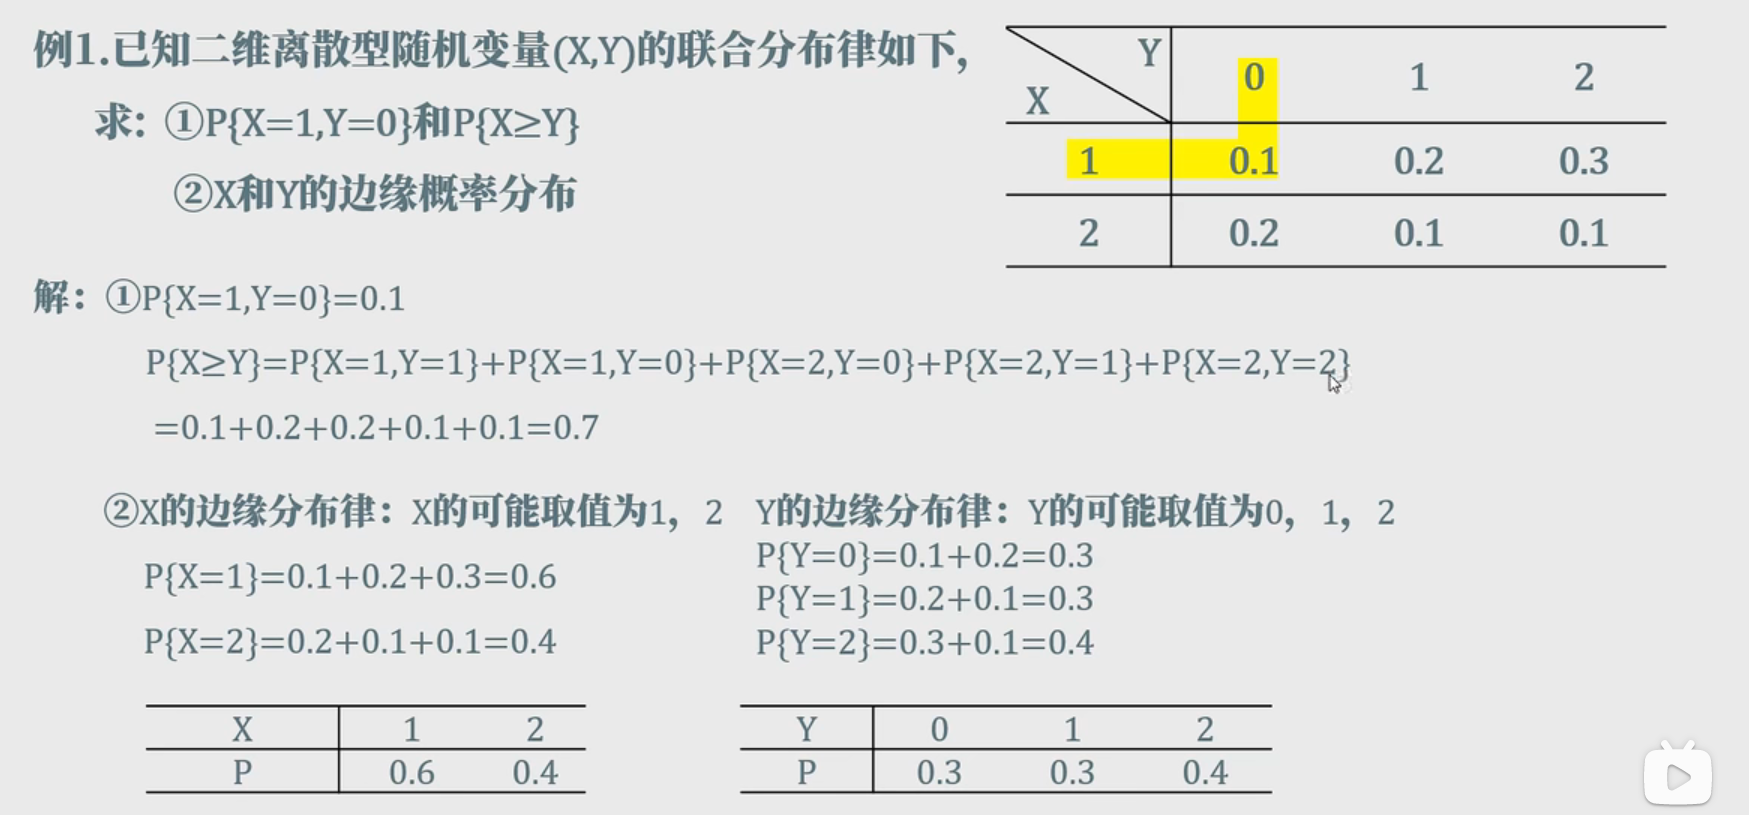 例1.已知二维离散型随机变量(X,Y)的联合分布律如下，
求：①P{X=1,Y=0}和P{X≥Y}
②X和Y的边缘概率分布
Y
X
0 1 2
1 0.1 0.2 0.3
2 0.2 0.1 0.1
解：①P{X=1,Y=0}=0.1
P{X≥Y}=P{X=1,Y=1}+P{X=1,Y=0}+P{X=2,Y=0}+P{X=2,Y=1}+P{X=2,Y=2}
=0.1+0.2+0.2+0.1+0.1=0.7
②X的边缘分布律：X的可能取值为1，2
P{X=1}=0.1+0.2+0.3=0.6
P{X=2}=0.2+0.1+0.1=0.4
X 1 2
P 0.6 0.4
Y的边缘分布律：Y的可能取值为0，1，2
P{Y=0}=0.1+0.2=0.3
P{Y=1}=0.2+0.1=0.3
P{Y=2}=0.3+0.1=0.4
Y 0 1 2
P 0.3 0.3 0.4